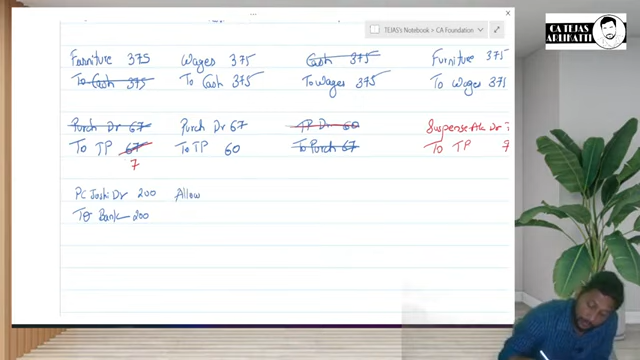 CA TEJAS
ARLIKATTI
TEJAS's Notebook > CA Foundation
Furniture 375 Wages 375 Cash 375 Furniture 375
To Cash 375 To Cash 375 To Wages 375 To Wages 375
Purch Dr 67 Purch Dr 67 TP Dr 60 Suspense A/c Dr 7
To TP 67 To TP 60 To Purch 67 To TP 7
7
PC Joshi Dr 200 Allow
To Bank 200